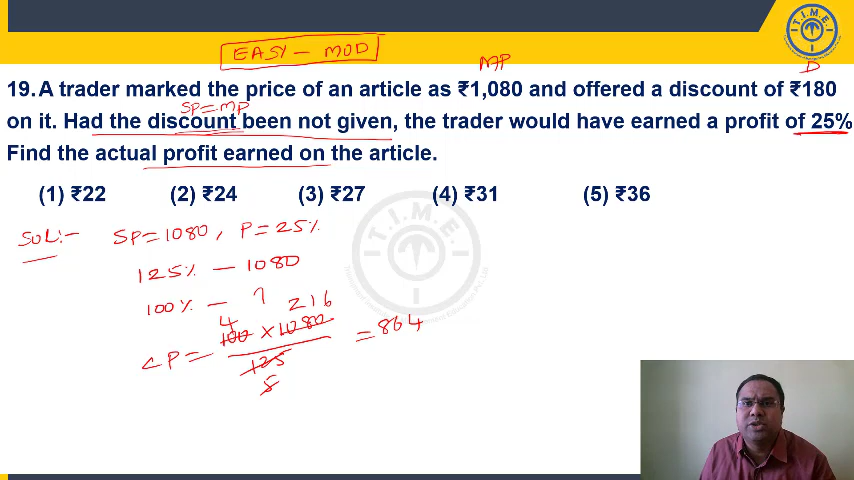 T.I.M.E.
EASY – MOD
MP
D
19. A trader marked the price of an article as ₹1,080 and offered a discount of ₹180
SP=MP
on it. Had the discount been not given, the trader would have earned a profit of 25%
Find the actual profit earned on the article.
(1) ₹22 (2) ₹24 (3) ₹27 (4) ₹31 (5) ₹36
SOL:- SP=1080, P=25%
125% – 1080
100% – ?
4 216
CP= 100 × 1080 = 864
125
5